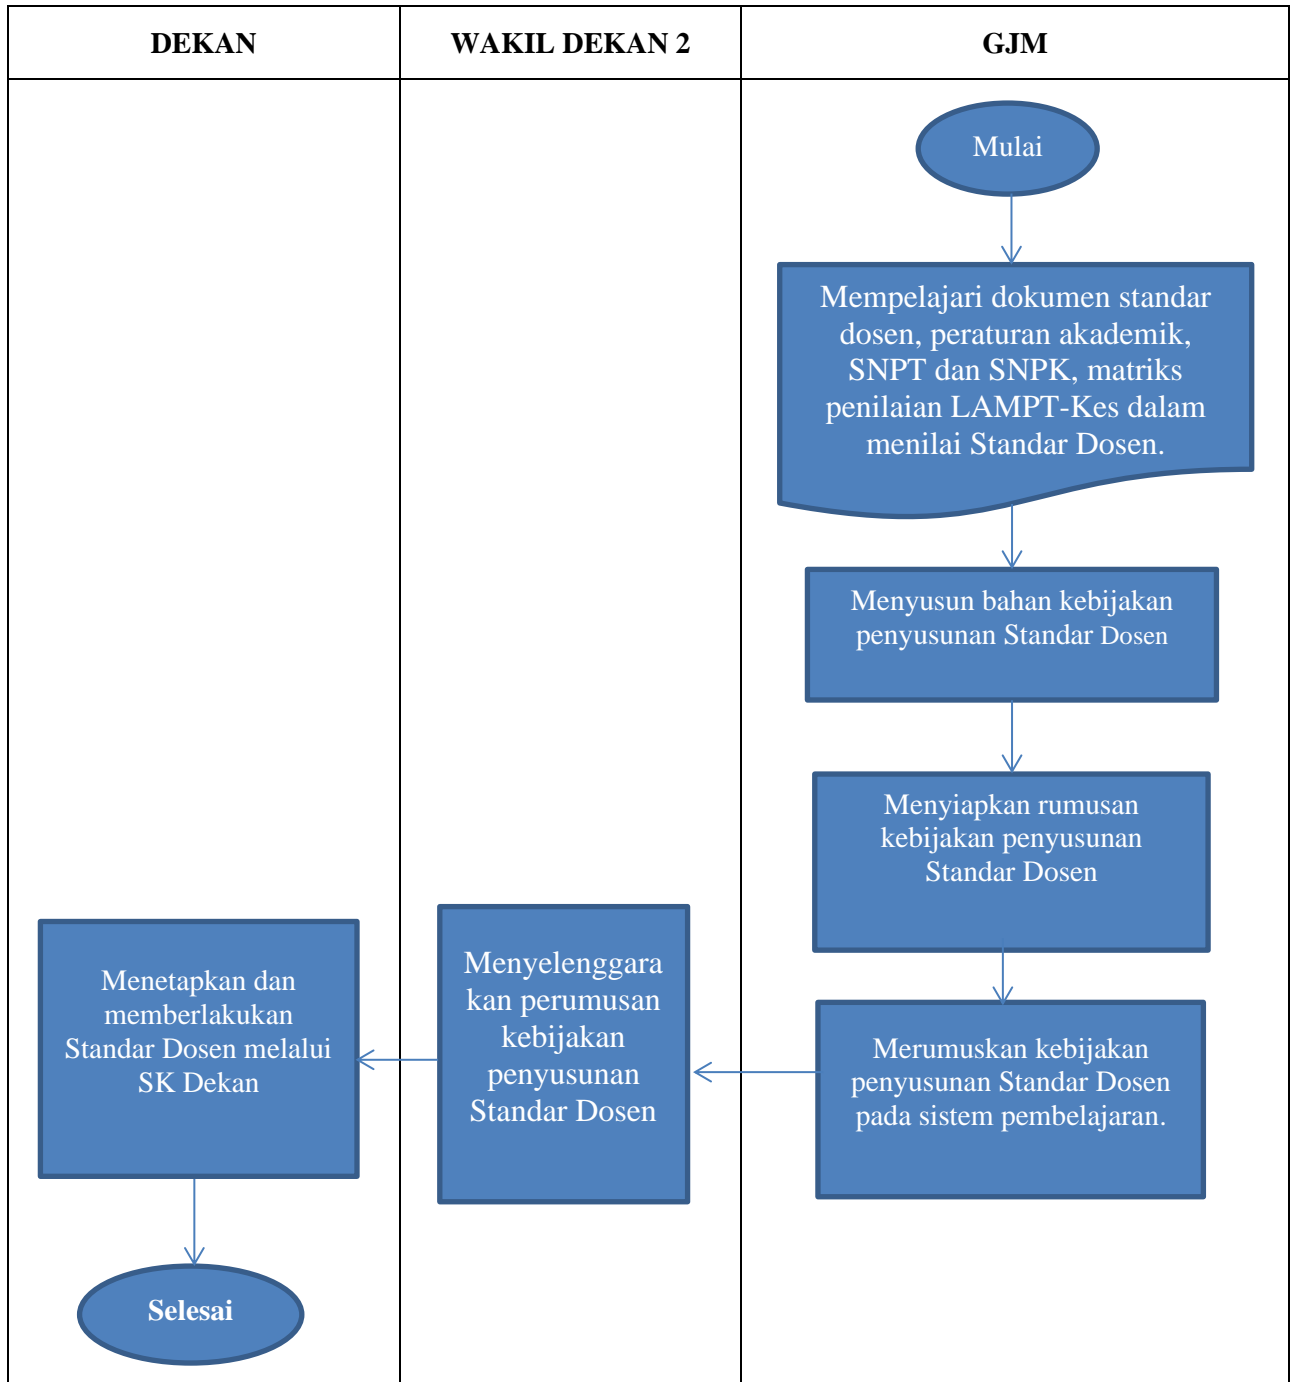 DEKAN
WAKIL DEKAN 2
GJM
Mulai
Mempelajari dokumen standar
dosen, peraturan akademik,
SNPT dan SNPK, matriks
penilaian LAMPT-Kes dalam
menilai Standar Dosen.
Menyusun bahan kebijakan
penyusunan Standar Dosen
Menyiapkan rumusan
kebijakan penyusunan
Standar Dosen
Merumuskan kebijakan
penyusunan Standar Dosen
pada sistem pembelajaran.
Menyelenggara
kan perumusan
kebijakan
penyusunan
Standar Dosen
Menetapkan dan
memberlakukan
Standar Dosen melalui
SK Dekan
Selesai